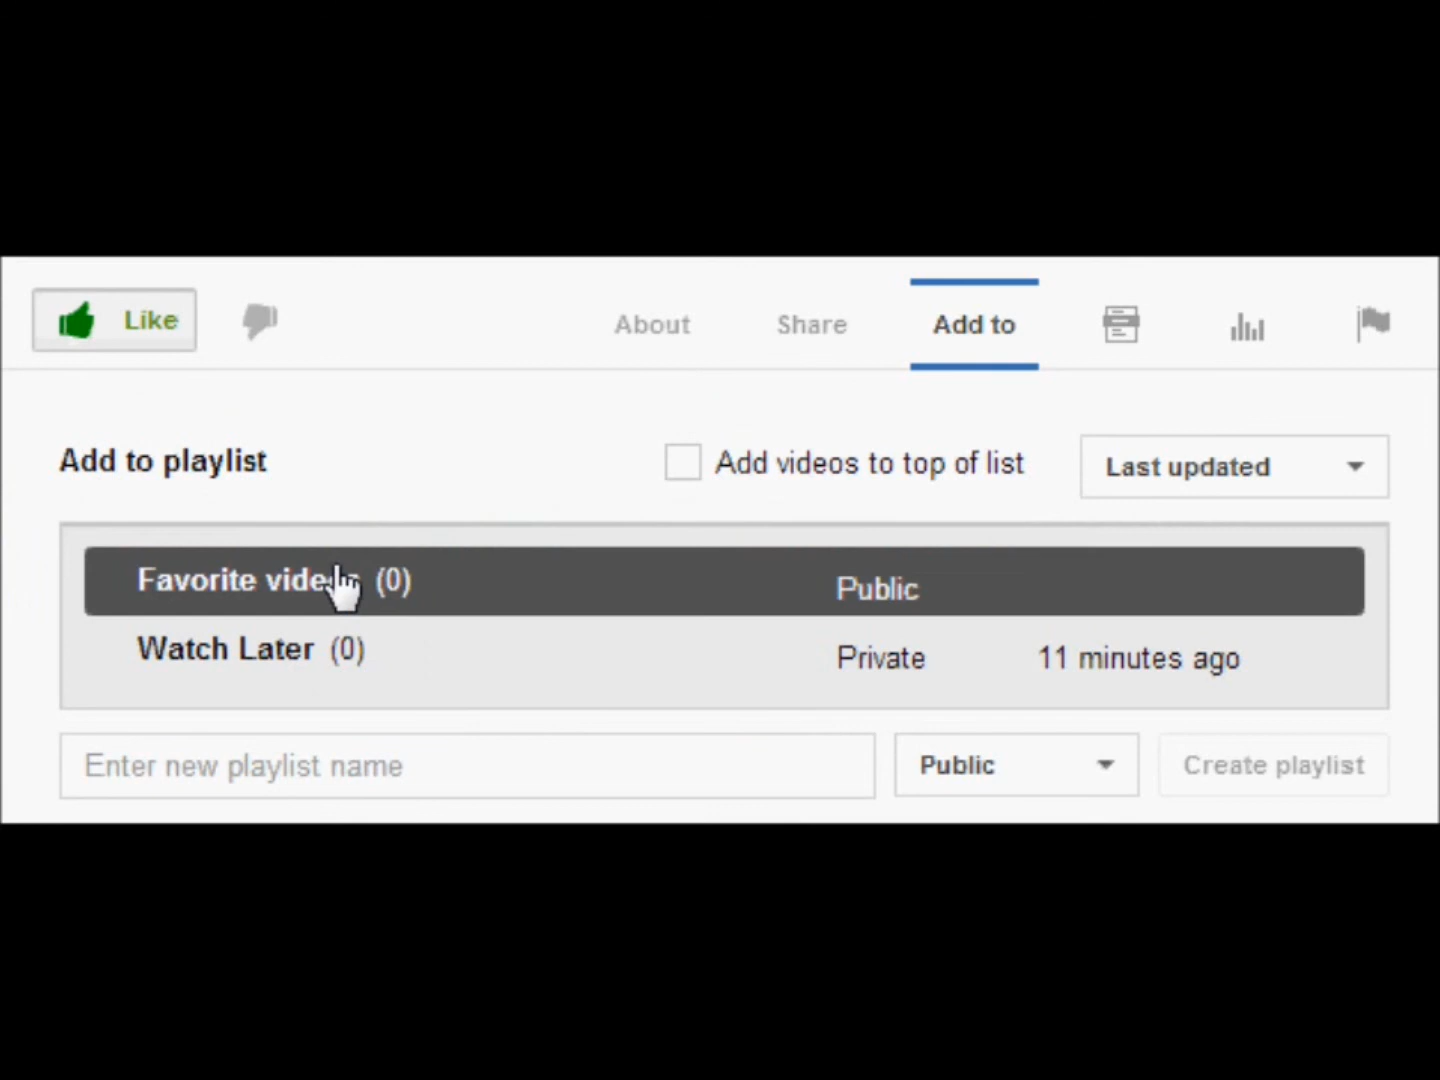 Like
About
Share
Add to
Add to playlist
Add videos to top of list
Last updated
Favorite (0)
Public
Watch Later (0)
Private
11 minutes ago
Enter new playlist name
Public
Create playlist